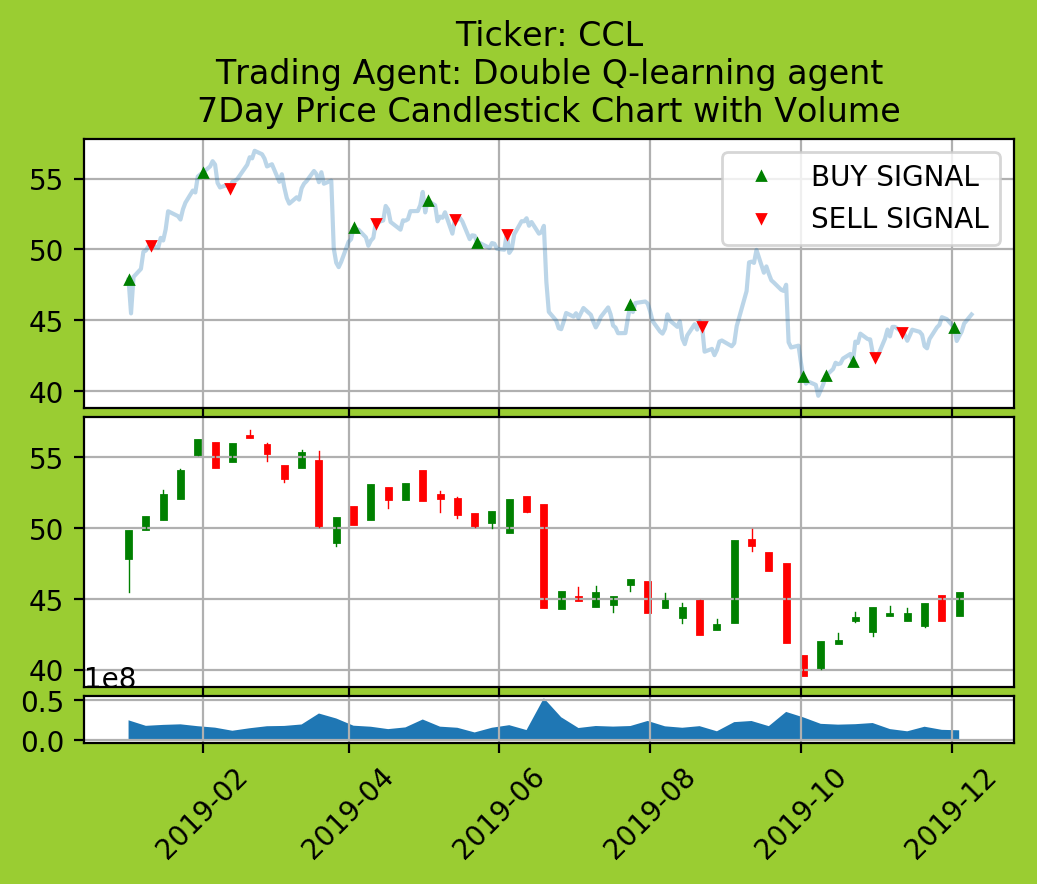 Ticker: CCL
Trading Agent: Double Q-learning agent
7Day Price Candlestick Chart with Volume
BUY SIGNAL
SELL SIGNAL
55
50
45
40
55
50
45
40
1e8
0.5
0.0
2019-02
2019-04
2019-06
2019-08
2019-10
2019-12